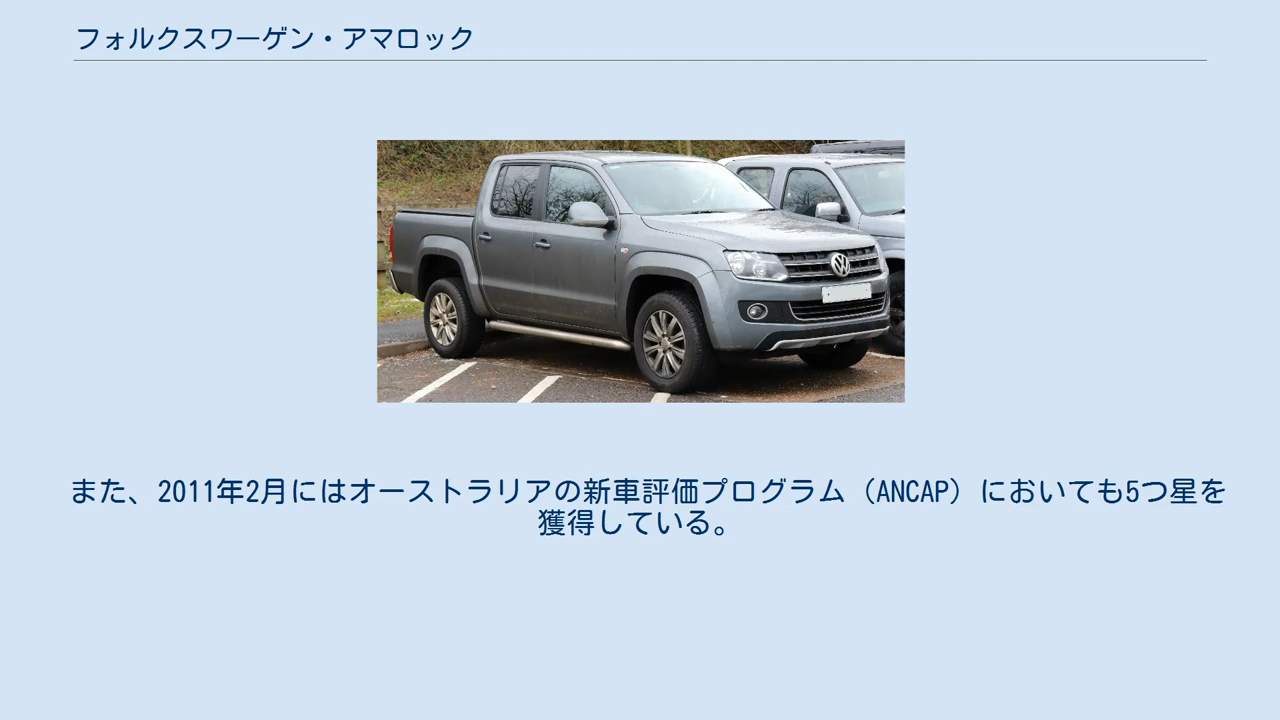 フォルクスワーゲン・アマロック
また、2011年2月にはオーストラリアの新車評価プログラム（ANCAP）においても5つ星を
獲得している。